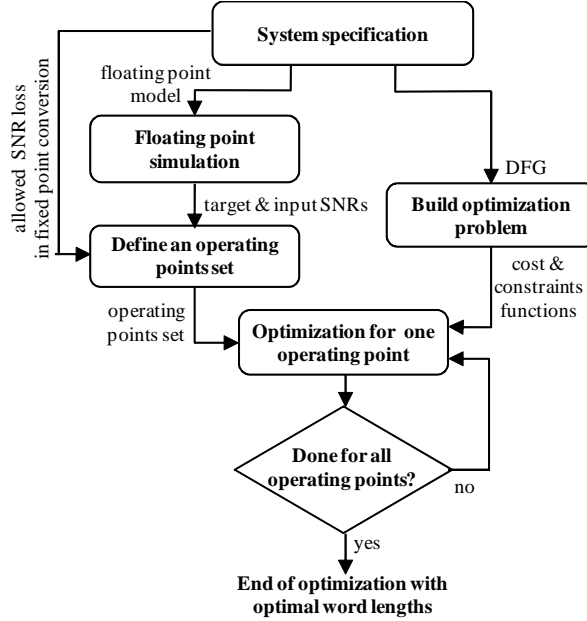 System specification
allowed SNR loss
in fixed point conversion
floating point
model
Floating point
simulation
DFG
target & input SNRs
Build optimization
problem
Define an operating
points set
cost &
constraints
functions
operating
points set
Optimization for one
operating point
Done for all
operating points?
no
yes
End of optimization with
optimal word lengths